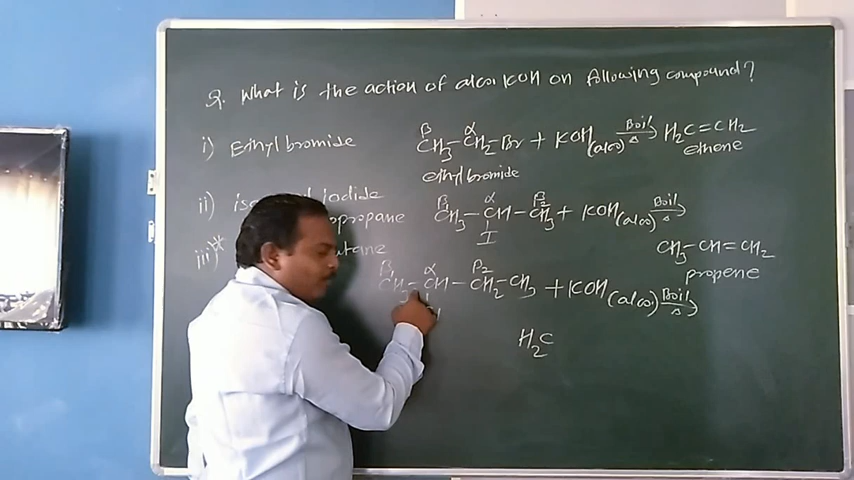 Q. What is the action of alco. KOH on following compound?
i) Ethyl bromide
β α
CH3-CH2-Br + KOH(alco) Boil Δ → H2C=CH2
ethyl bromide ethene
ii) iodide
propane
β1 α β2
CH3-CH-CH3 + KOH(alco) Boil Δ →
I
CH3-CH=CH2
propene
iii)* butane
β1 α β2
CH3-CH-CH2-CH3 + KOH(alco) Boil Δ →
H2C